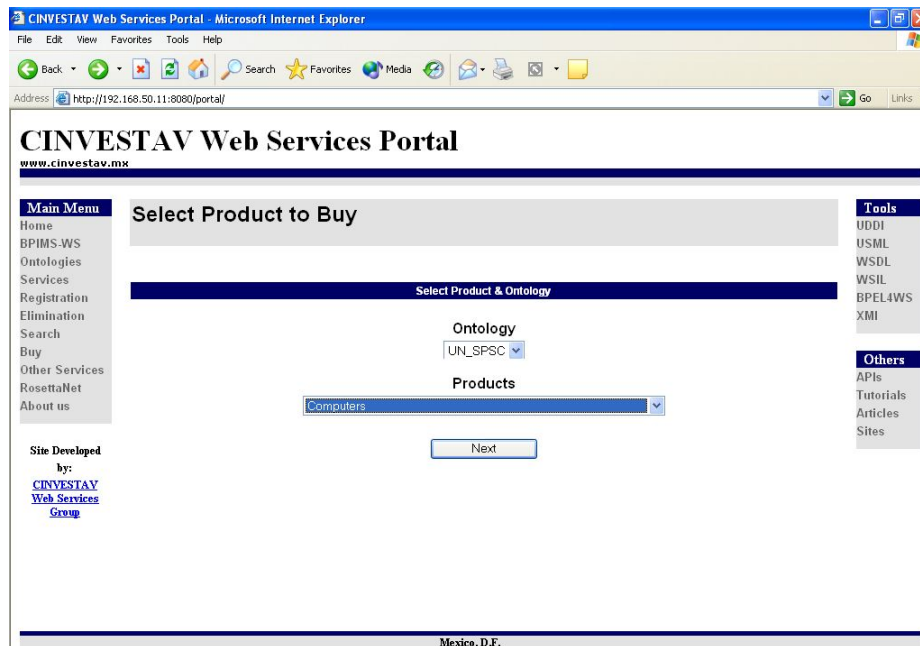 CINVESTAV Web Services Portal - Microsoft Internet Explorer
File Edit View Favorites Tools Help
Back Search Favorites Media
Address http://192.168.50.11:8080/portal/ Go Links
CINVESTAV Web Services Portal
www.cinvestav.mx
Main Menu
Home
BPIMS-WS
Ontologies
Services
Registration
Elimination
Search
Buy
Other Services
RosettaNet
About us
Site Developed
by:
CINVESTAV
Web Services
Group
Select Product to Buy
Select Product & Ontology
Ontology
UN_SPSC
Products
Computers
Next
Tools
UDDI
USML
WSDL
WSIL
BPEL4WS
XMI
Others
APIs
Tutorials
Articles
Sites
Mexico, D.F.